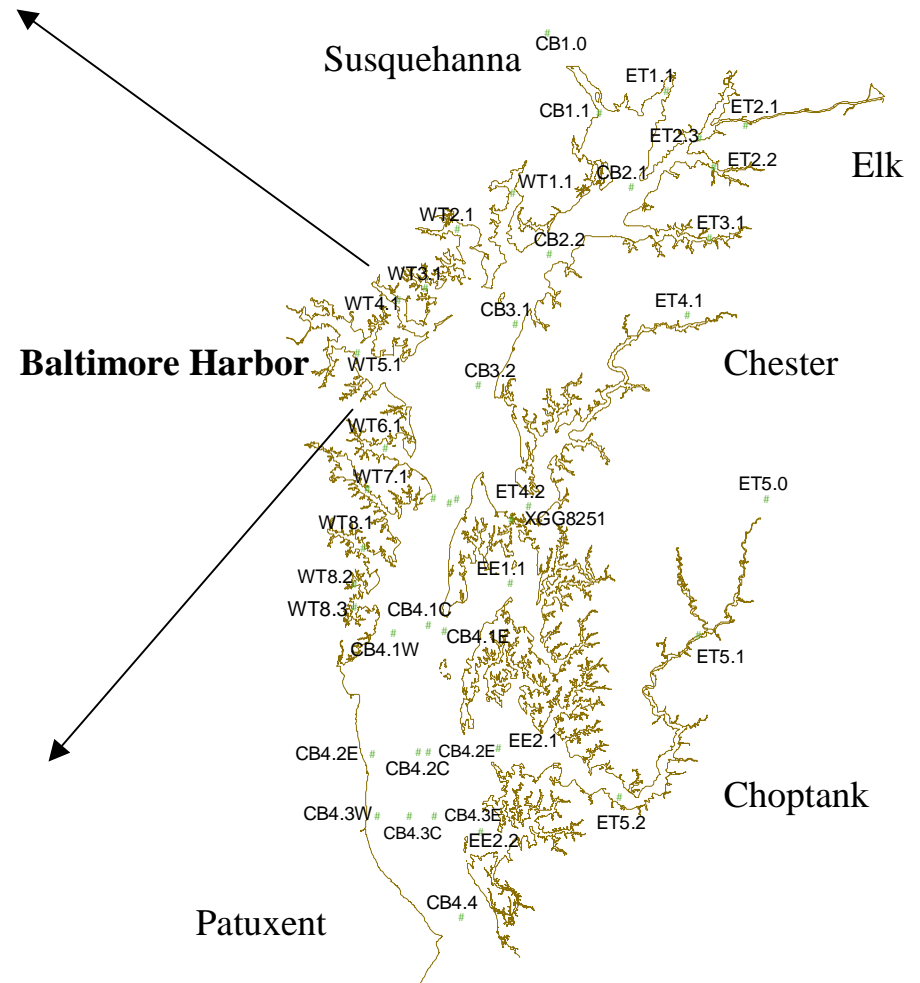 CB1.0
Susquehanna
ET1.1
CB1.1
ET2.1
ET2.3
ET2.2
Elk
CB2.1
WT1.1
WT2.1
ET3.1
CB2.2
WT3.1
WT4.1
ET4.1
CB3.1
Baltimore Harbor
WT5.1
Chester
CB3.2
WT6.1
WT7.1
ET4.2
ET5.0
XGG8251
WT8.1
EE1.1
WT8.2
WT8.3
CB4.1C
CB4.1E
CB4.1W
ET5.1
EE2.1
CB4.2E
CB4.2E
CB4.2C
Choptank
ET5.2
CB4.3W
CB4.3E
CB4.3C
EE2.2
CB4.4
Patuxent